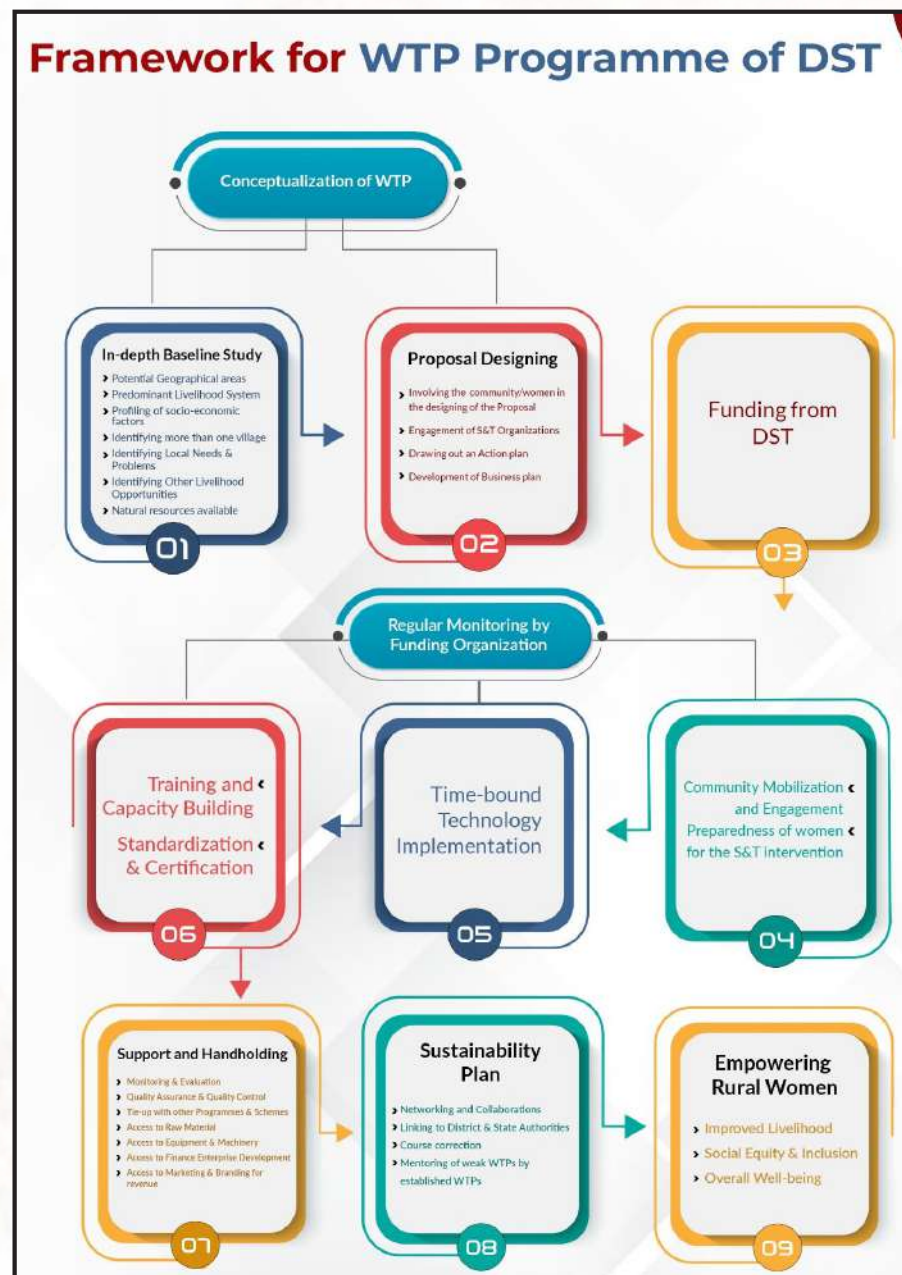 Framework for WTP Programme of DST
Conceptualization of WTP
In-depth Baseline Study
› Potential Geographical areas
› Predominant Livelihood System
› Profiling of socio-economic
factors
› Identifying more than one village
› Identifying Local Needs &
Problems
› Identifying Other Livelihood
Opportunities
› Natural resources available
01
Proposal Designing
› Involving the community/women in
the designing of the Proposal
› Engagement of S&T Organizations
› Drawing out an Action plan
› Development of Business plan
02
Funding from
DST
03
Regular Monitoring by
Funding Organization
Community Mobilization ‹
and Engagement
Preparedness of women ‹
for the S&T intervention
04
Time-bound
Technology
Implementation
05
Training and ‹
Capacity Building
Standardization ‹
& Certification
06
Support and Handholding
› Monitoring & Evaluation
› Quality Assurance & Quality Control
› Tie-up with other Programmes & Schemes
› Access to Raw Material
› Access to Equipment & Machinery
› Access to Finance Enterprise Development
› Access to Marketing & Branding for
revenue
07
Sustainability
Plan
› Networking and Collaborations
› Linking to District & State Authorities
› Course correction
› Mentoring of weak WTPs by
established WTPs
08
Empowering
Rural Women
› Improved Livelihood
› Social Equity & Inclusion
› Overall Well-being
09